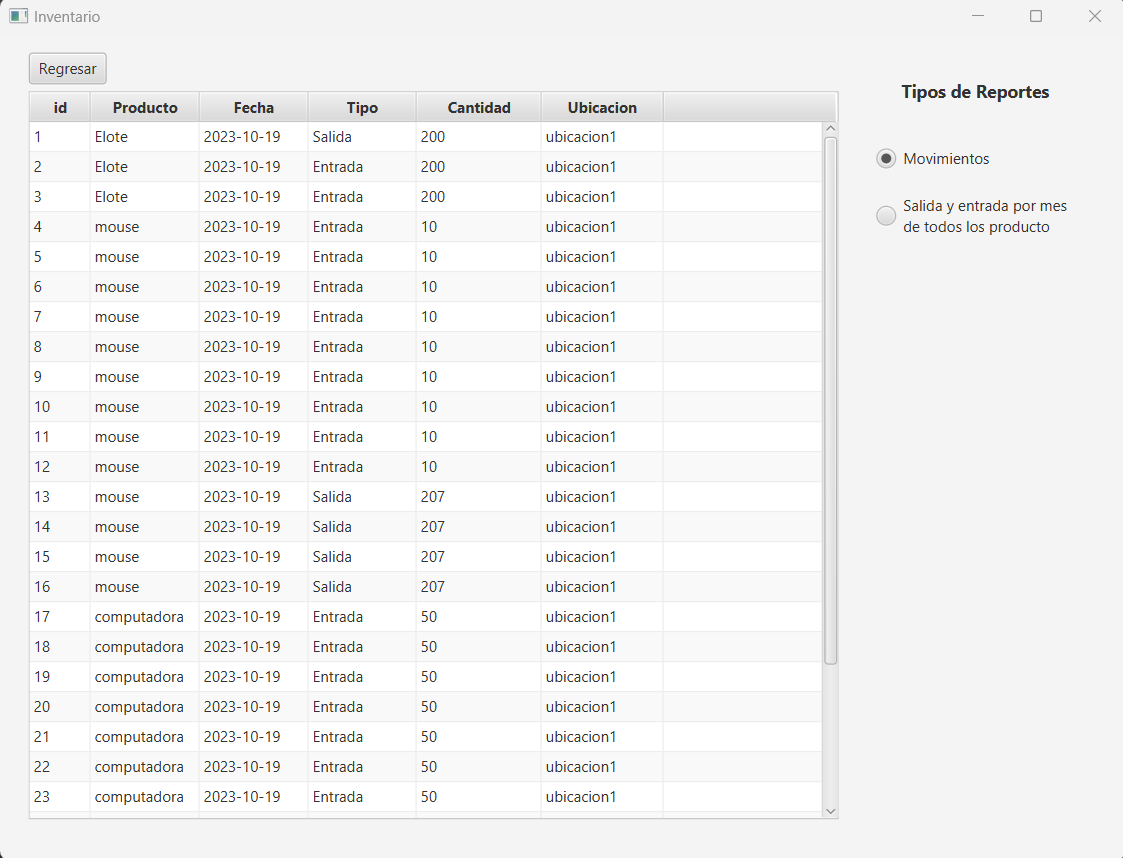 Inventario
Regresar
id Producto Fecha Tipo Cantidad Ubicacion
1 Elote 2023-10-19 Salida 200 ubicacion1
2 Elote 2023-10-19 Entrada 200 ubicacion1
3 Elote 2023-10-19 Entrada 200 ubicacion1
4 mouse 2023-10-19 Entrada 10 ubicacion1
5 mouse 2023-10-19 Entrada 10 ubicacion1
6 mouse 2023-10-19 Entrada 10 ubicacion1
7 mouse 2023-10-19 Entrada 10 ubicacion1
8 mouse 2023-10-19 Entrada 10 ubicacion1
9 mouse 2023-10-19 Entrada 10 ubicacion1
10 mouse 2023-10-19 Entrada 10 ubicacion1
11 mouse 2023-10-19 Entrada 10 ubicacion1
12 mouse 2023-10-19 Entrada 10 ubicacion1
13 mouse 2023-10-19 Salida 207 ubicacion1
14 mouse 2023-10-19 Salida 207 ubicacion1
15 mouse 2023-10-19 Salida 207 ubicacion1
16 mouse 2023-10-19 Salida 207 ubicacion1
17 computadora 2023-10-19 Entrada 50 ubicacion1
18 computadora 2023-10-19 Entrada 50 ubicacion1
19 computadora 2023-10-19 Entrada 50 ubicacion1
20 computadora 2023-10-19 Entrada 50 ubicacion1
21 computadora 2023-10-19 Entrada 50 ubicacion1
22 computadora 2023-10-19 Entrada 50 ubicacion1
23 computadora 2023-10-19 Entrada 50 ubicacion1
Tipos de Reportes
Movimientos
Salida y entrada por mes
de todos los producto